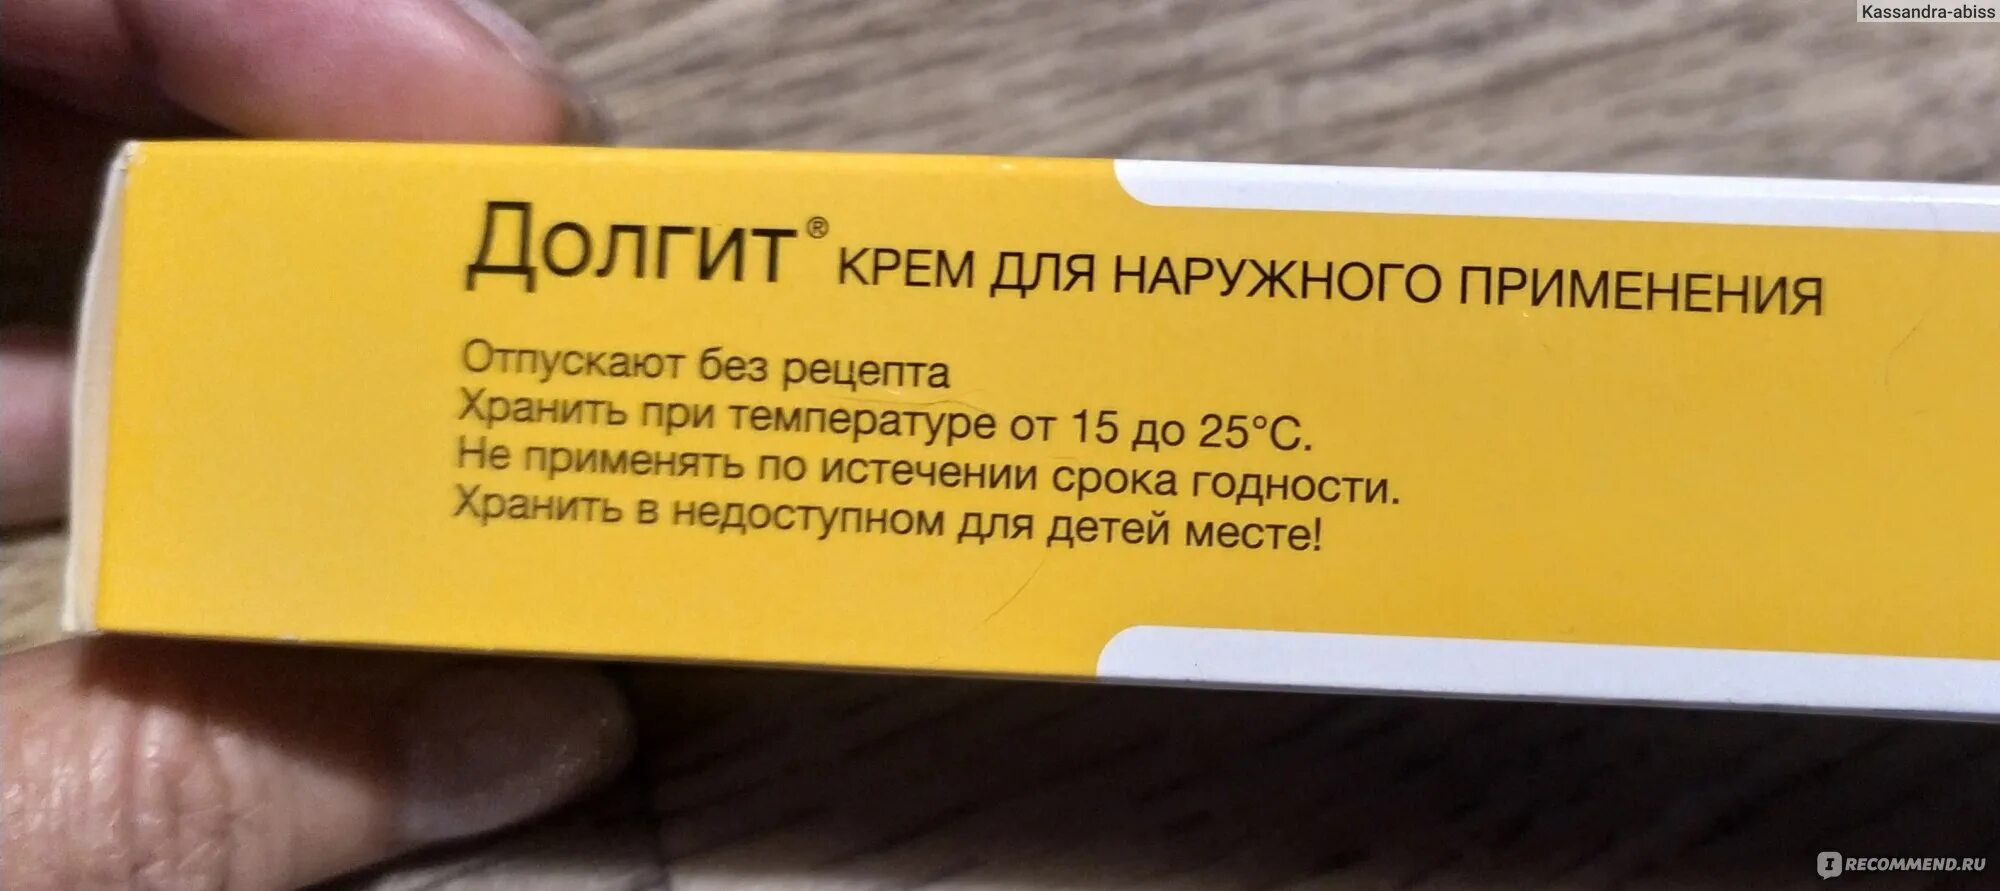 Kassandra-abiss
Долгит® КРЕМ ДЛЯ НАРУЖНОГО ПРИМЕНЕНИЯ
Отпускают без рецепта
Хранить при температуре от 15 до 25°С.
Не применять по истечении срока годности.
Хранить в недоступном для детей месте!
I RECOMMEND.RU